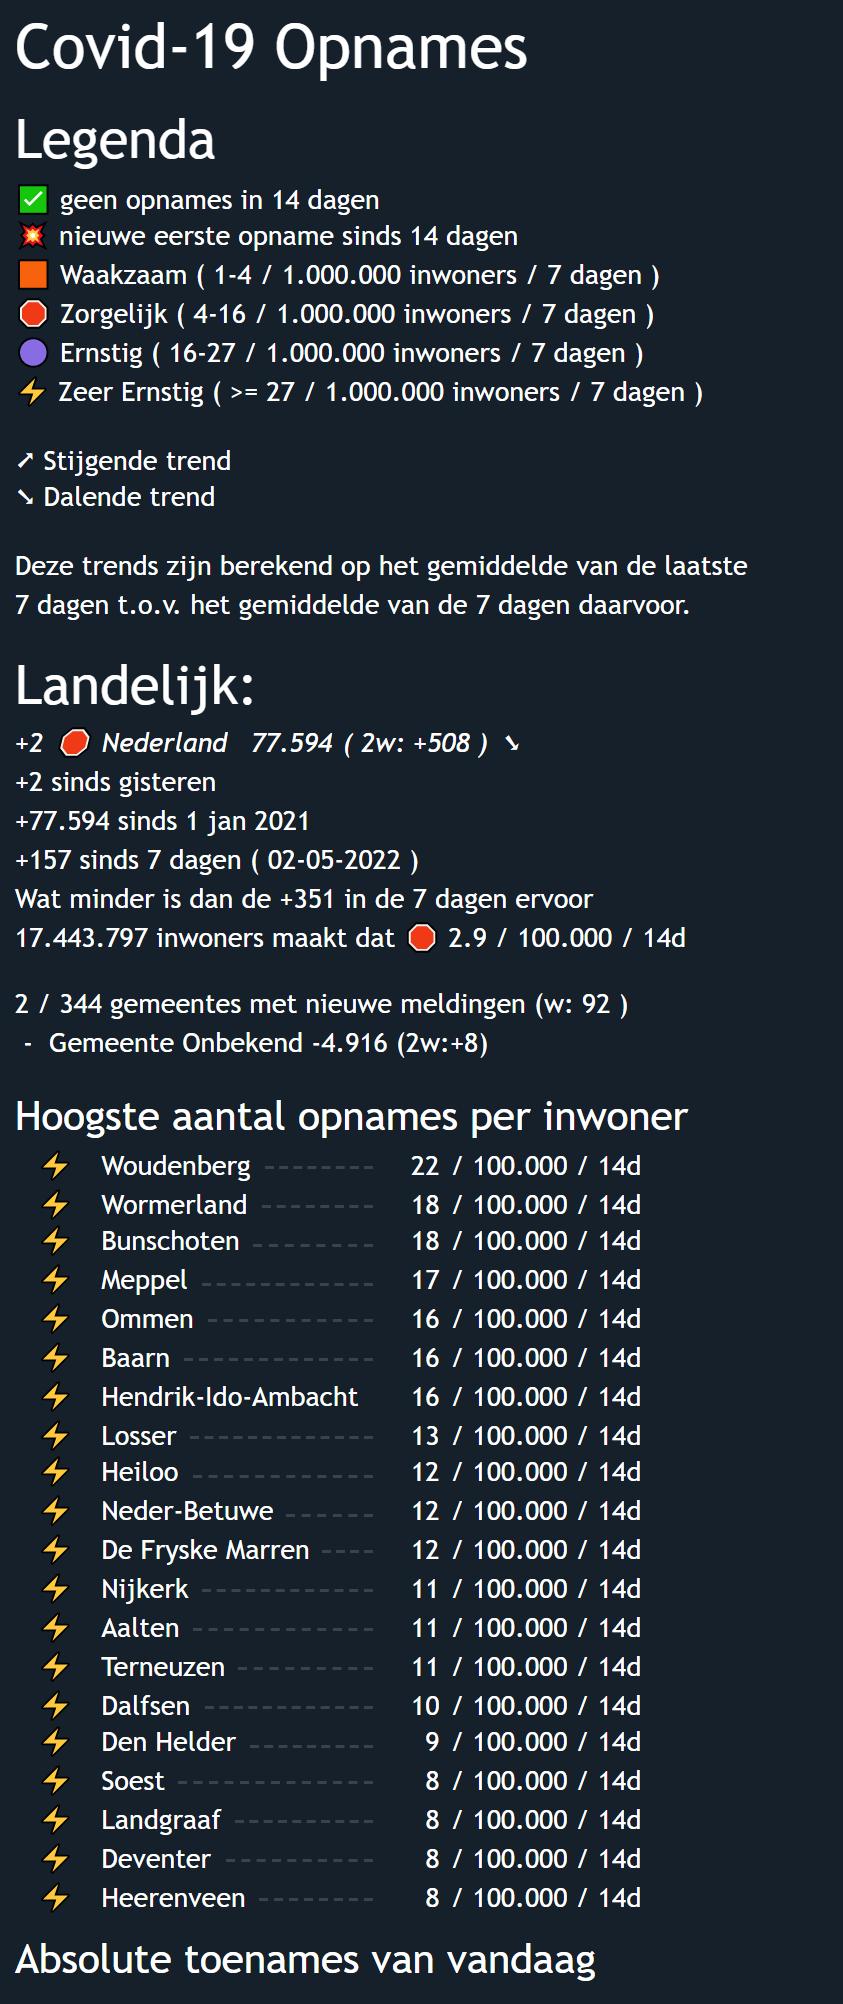 Covid-19 Opnames
Legenda
✅ geen opnames in 14 dagen
💥 nieuwe eerste opname sinds 14 dagen
🟧 Waakzaam ( 1-4 / 1.000.000 inwoners / 7 dagen )
🛑 Zorgelijk ( 4-16 / 1.000.000 inwoners / 7 dagen )
🟣 Ernstig ( 16-27 / 1.000.000 inwoners / 7 dagen )
⚡ Zeer Ernstig ( >= 27 / 1.000.000 inwoners / 7 dagen )
➚ Stijgende trend
➘ Dalende trend
Deze trends zijn berekend op het gemiddelde van de laatste
7 dagen t.o.v. het gemiddelde van de 7 dagen daarvoor.
Landelijk:
+2 🛑 Nederland 77.594 ( 2w: +508 ) ➘
+2 sinds gisteren
+77.594 sinds 1 jan 2021
+157 sinds 7 dagen ( 02-05-2022 )
Wat minder is dan de +351 in de 7 dagen ervoor
17.443.797 inwoners maakt dat 🛑 2.9 / 100.000 / 14d
2 / 344 gemeentes met nieuwe meldingen (w: 92 )
- Gemeente Onbekend -4.916 (2w:+8)
Hoogste aantal opnames per inwoner
⚡ Woudenberg -------- 22 / 100.000 / 14d
⚡ Wormerland -------- 18 / 100.000 / 14d
⚡ Bunschoten --------- 18 / 100.000 / 14d
⚡ Meppel ------------ 17 / 100.000 / 14d
⚡ Ommen ------------ 16 / 100.000 / 14d
⚡ Baarn ------------- 16 / 100.000 / 14d
⚡ Hendrik-Ido-Ambacht 16 / 100.000 / 14d
⚡ Losser ------------- 13 / 100.000 / 14d
⚡ Heiloo ------------- 12 / 100.000 / 14d
⚡ Neder-Betuwe ------ 12 / 100.000 / 14d
⚡ De Fryske Marren ---- 12 / 100.000 / 14d
⚡ Nijkerk ------------ 11 / 100.000 / 14d
⚡ Aalten ------------- 11 / 100.000 / 14d
⚡ Terneuzen ---------- 11 / 100.000 / 14d
⚡ Dalfsen ------------ 10 / 100.000 / 14d
⚡ Den Helder --------- 9 / 100.000 / 14d
⚡ Soest -------------- 8 / 100.000 / 14d
⚡ Landgraaf ---------- 8 / 100.000 / 14d
⚡ Deventer ----------- 8 / 100.000 / 14d
⚡ Heerenveen -------- 8 / 100.000 / 14d
Absolute toenames van vandaag